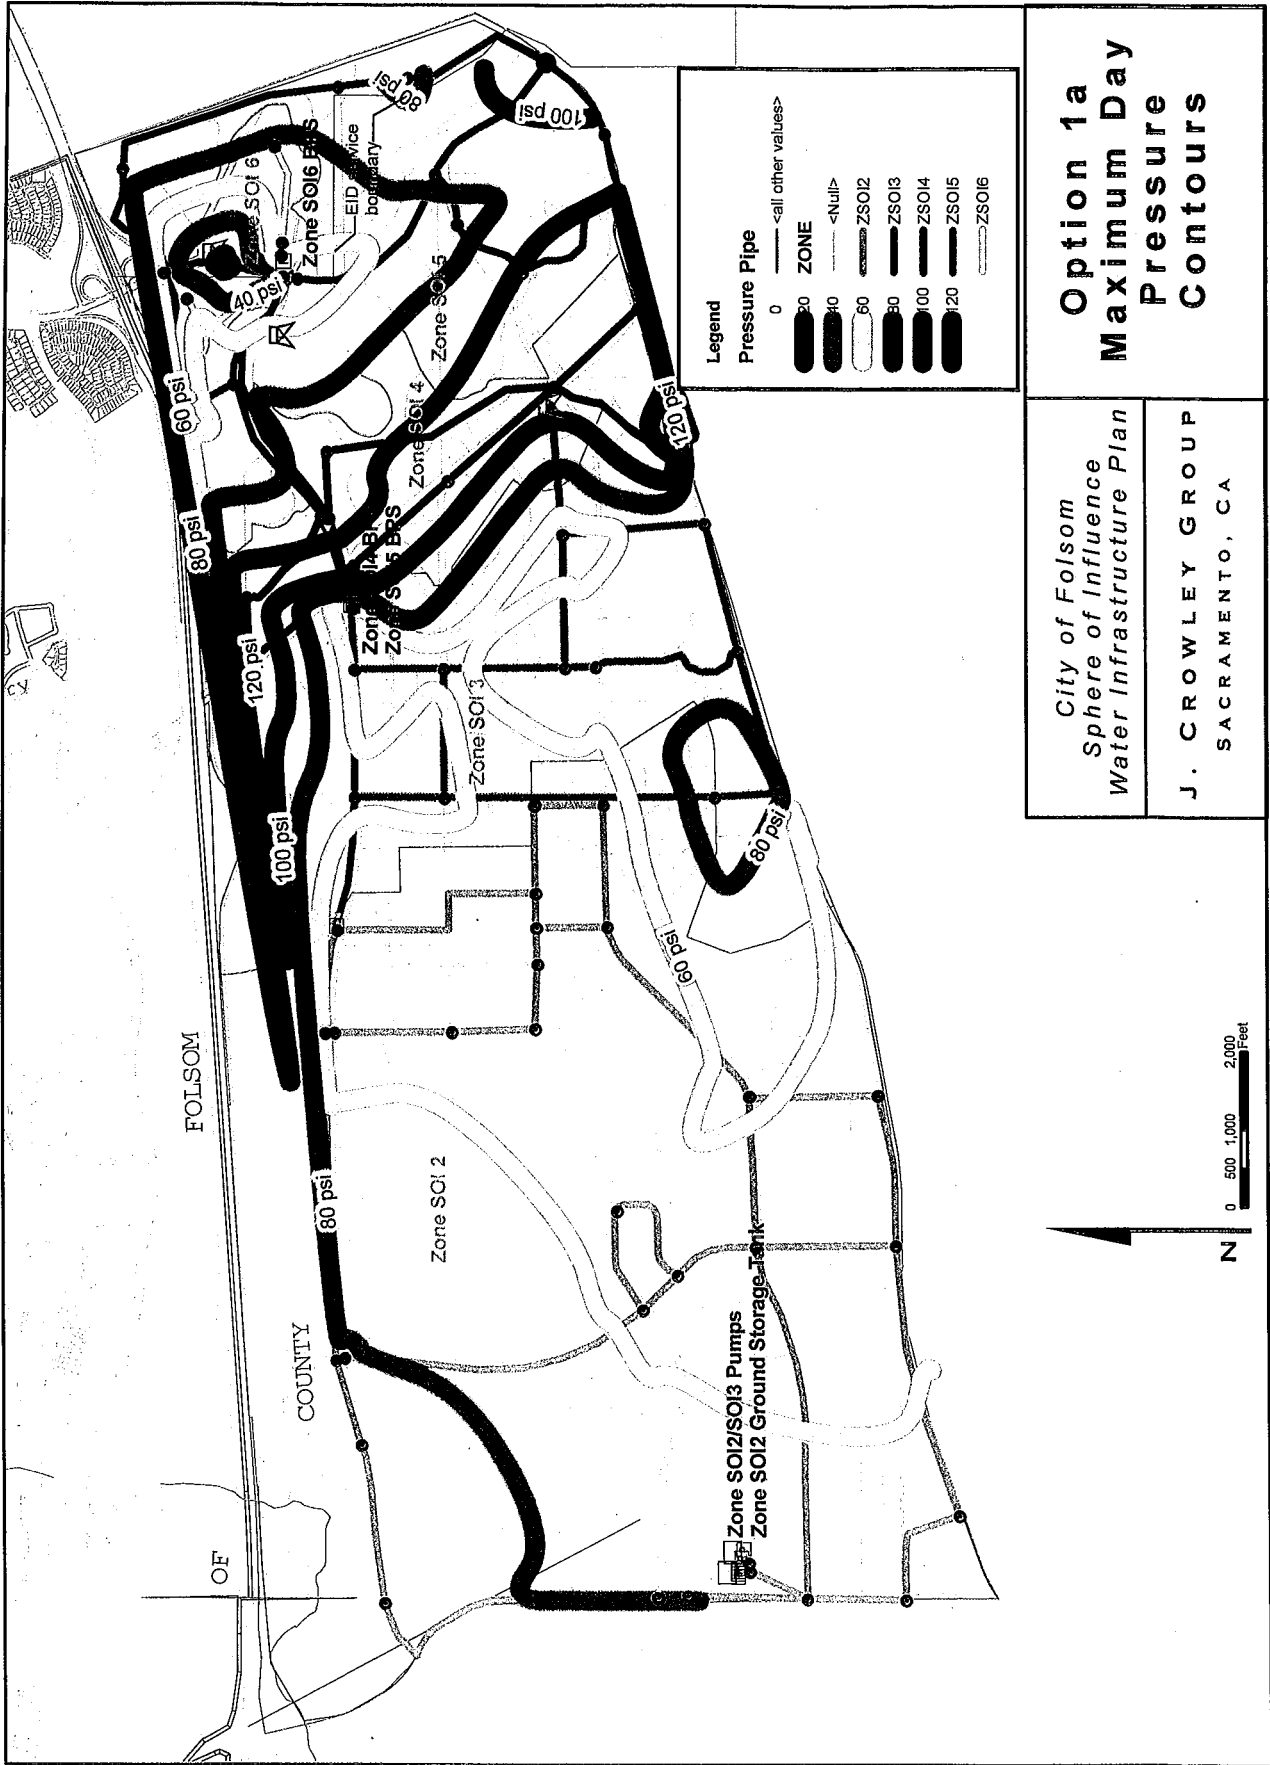 Option 1a
Maximum Day
Pressure
Contours
City of Folsom
Sphere of Influence
Water Infrastructure Plan
J. CROWLEY GROUP
SACRAMENTO, CA
Legend
Pressure Pipe
0
20
40
60
80
100
120
<all other values>
ZONE
<Null>
ZSOI2
ZSOI3
ZSOI4
ZSOI5
ZSOI6
FOLSOM
COUNTY
OF
80 psi
100 psi
120 psi
80 psi
60 psi
40 psi
80 psi
100 psi
120 psi
80 psi
60 psi
Zone SOI 6
Zone SOI6 BPS
EID service
boundary
Zone SOI 5
Zone SOI 4
Zone SOI 3
Zone SOI 2
Zone SOI2/SOI3 Pumps
Zone SOI2 Ground Storage Tank
N
0 500 1,000 2,000
Feet